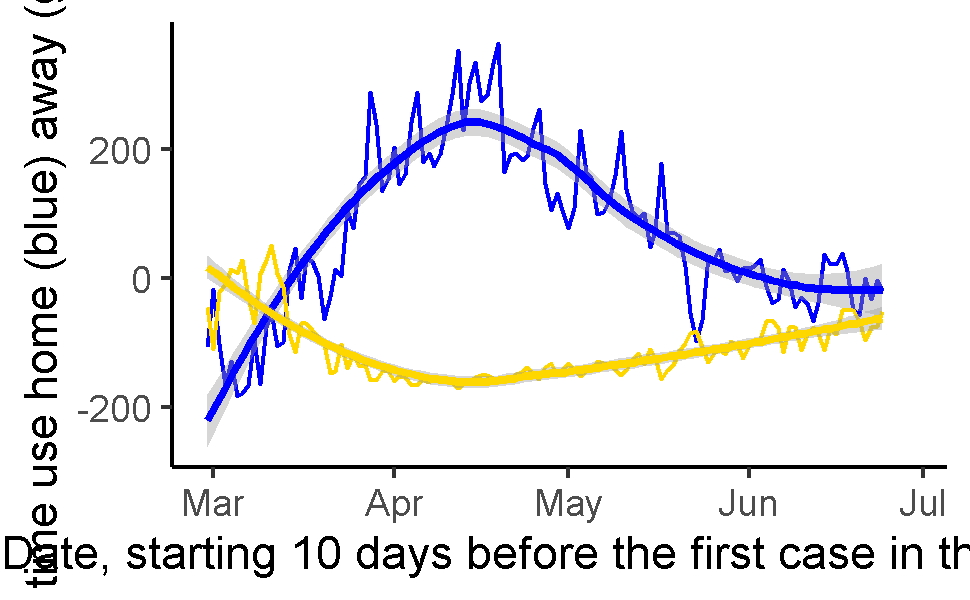 time use home (blue) away (
200
0
-200
Mar Apr May Jun Jul
Date, starting 10 days before the first case in th